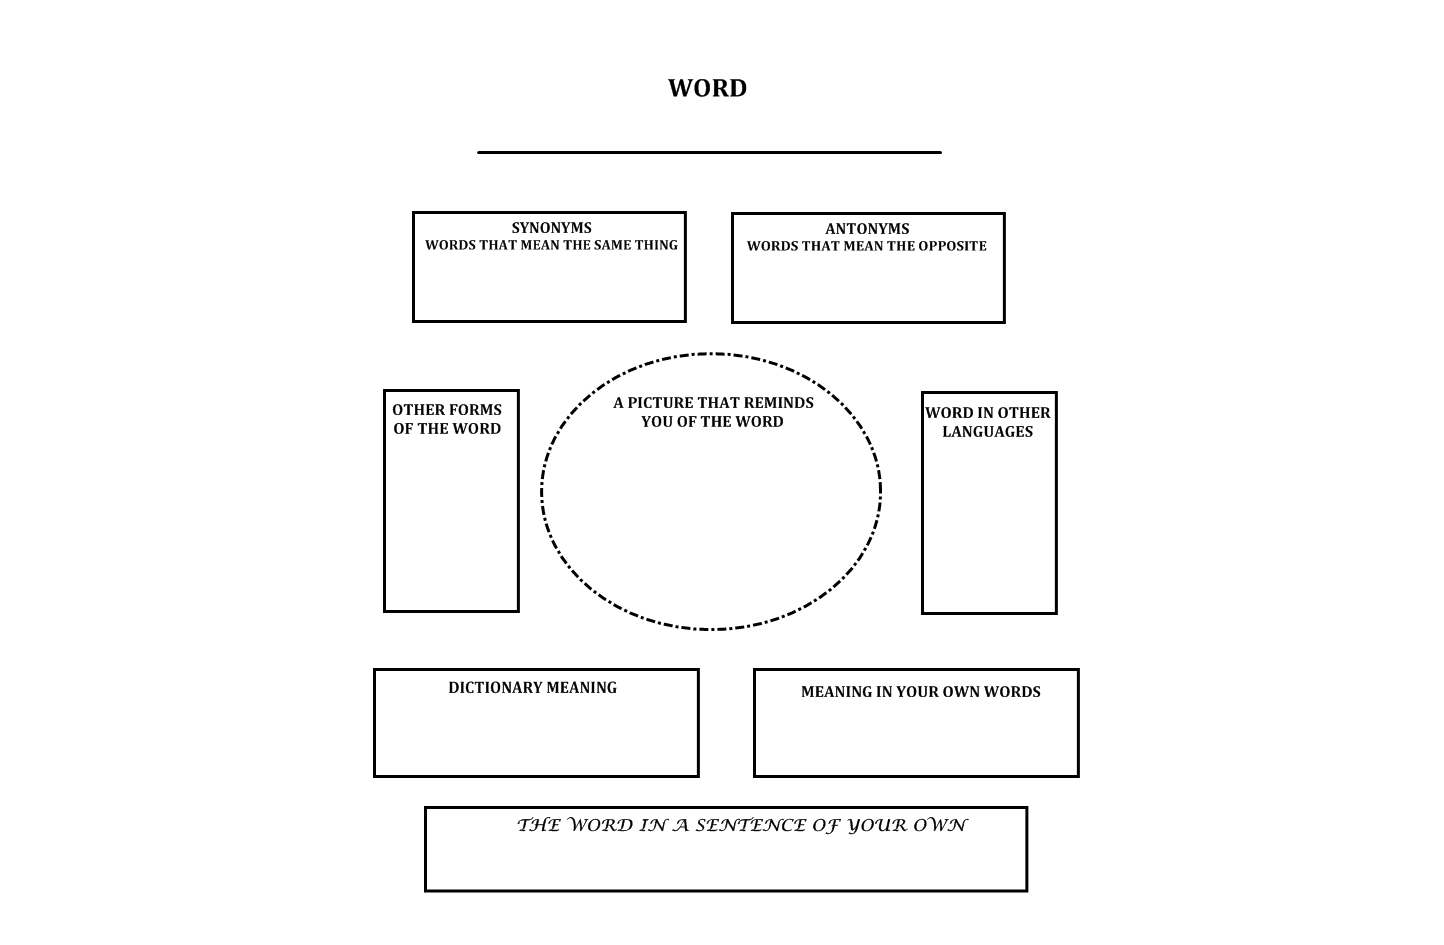 WORD
SYNONYMS
WORDS THAT MEAN THE SAME THING
ANTONYMS
WORDS THAT MEAN THE OPPOSITE
OTHER FORMS
OF THE WORD
A PICTURE THAT REMINDS
YOU OF THE WORD
WORD IN OTHER
LANGUAGES
DICTIONARY MEANING
MEANING IN YOUR OWN WORDS
THE WORD IN A SENTENCE OF YOUR OWN